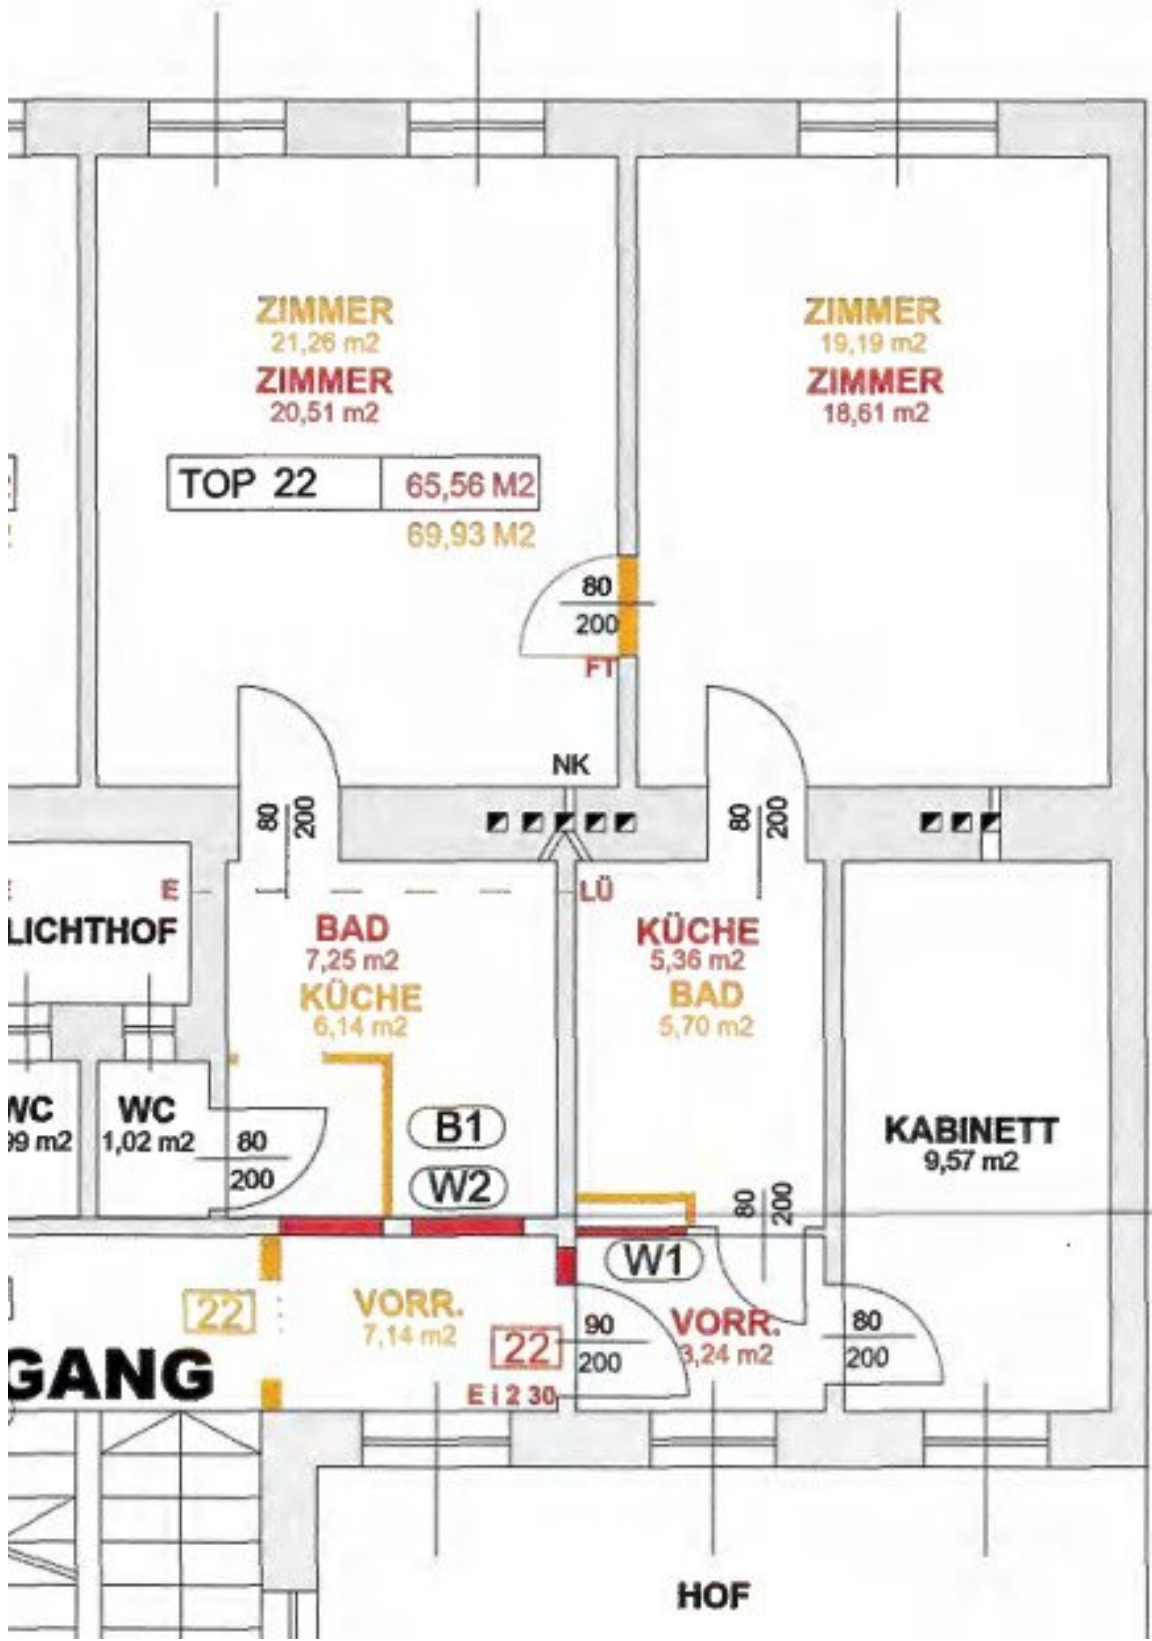 ZIMMER
21,26 m2
ZIMMER
20,51 m2
ZIMMER
19,19 m2
ZIMMER
18,61 m2
TOP 22
65,56 M2
69,93 M2
80
200
FT
NK
80
200
80
200
E
LÜ
LICHTHOF
BAD
7,25 m2
KÜCHE
6,14 m2
KÜCHE
5,36 m2
BAD
5,70 m2
WC
99 m2
WC
1,02 m2
80
200
B1
W2
KABINETT
9,57 m2
80
200
W1
22
VORR.
7,14 m2
22
E i 2 30
90
200
VORR.
3,24 m2
80
200
GANG
HOF